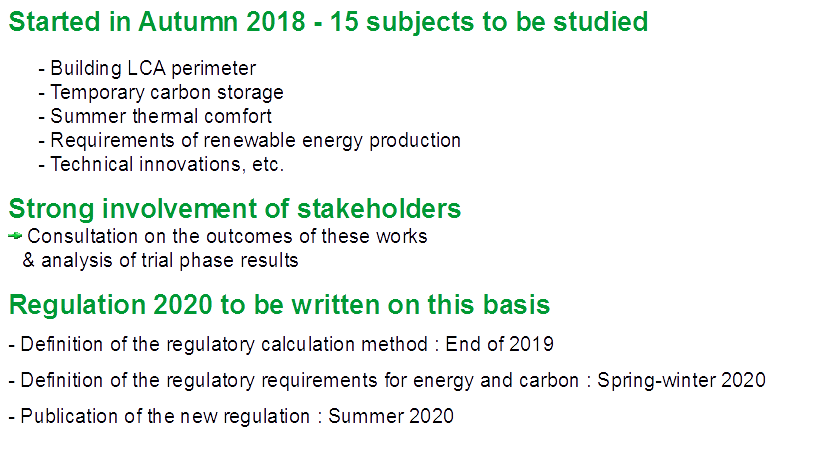 Started in Autumn 2018 - 15 subjects to be studied
- Building LCA perimeter
- Temporary carbon storage
- Summer thermal comfort
- Requirements of renewable energy production
- Technical innovations, etc.
Strong involvement of stakeholders
Consultation on the outcomes of these works
& analysis of trial phase results
Regulation 2020 to be written on this basis
- Definition of the regulatory calculation method : End of 2019
- Definition of the regulatory requirements for energy and carbon : Spring-winter 2020
- Publication of the new regulation : Summer 2020